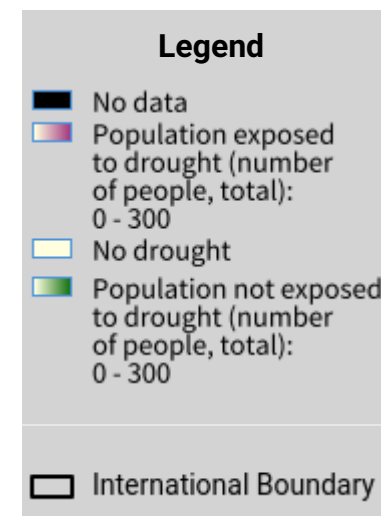 Legend
No data
Population exposed
to drought (number
of people, total):
0 - 300
No drought
Population not exposed
to drought (number
of people, total):
0 - 300
International Boundary